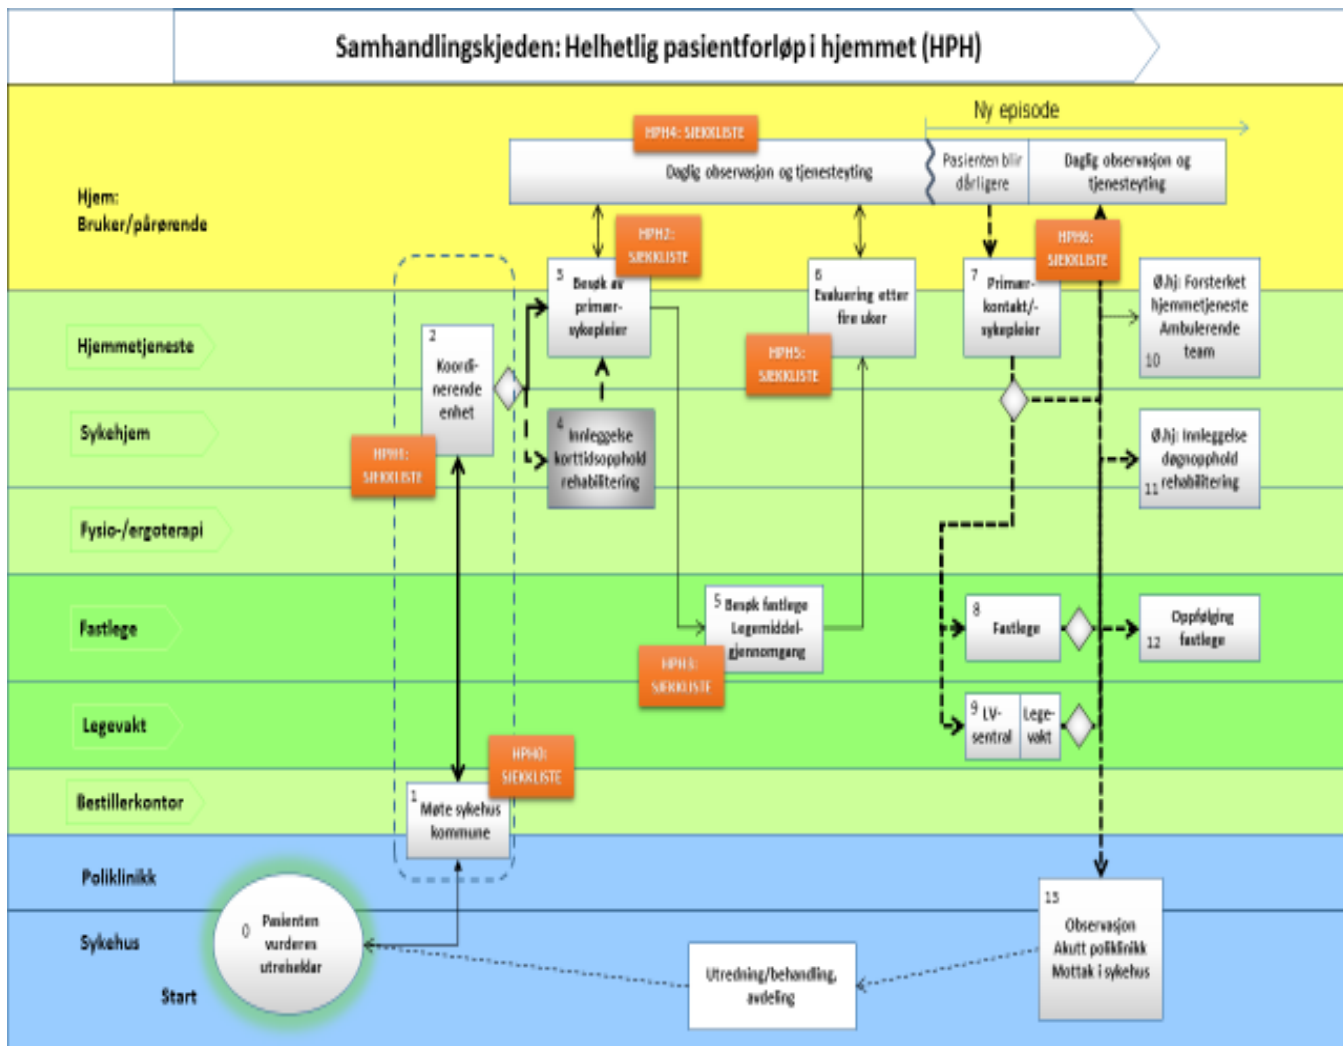 Samhandlingskjeden: Helhetlig pasientforløp i hjemmet (HPH)
Ny episode
HPH4: SJEKKLISTE
Daglig observasjon og tjenesteyting
Pasienten blir
dårligere
Daglig observasjon og
tjenesteyting
Hjem:
Bruker/pårørende
HPH2:
SJEKKLISTE
HPH6:
SJEKKLISTE
3
Besøk av
primær-
sykepleier
6
Evaluering etter
fire uker
7
Primær-
kontakt/-
sykepleier
Ø.hj: Forsterket
hjemmetjeneste
Ambulerende
team
10
Hjemmetjeneste
2
Koordi-
nerende
enhet
HPH5:
SJEKKLISTE
Sykehjem
HPH1:
SJEKKLISTE
4
Innleggelse
korttidsopphold
rehabilitering
Ø.hj: Innleggelse
døgnopphold
rehabilitering
11
Fysio-/ergoterapi
Fastlege
5
Besøk fastlege
Legemiddel-
gjennomgang
HPH3:
SJEKKLISTE
8
Fastlege
Oppfølging
fastlege
12
Legevakt
9
LV-
sentral
Lege-
vakt
HPH0:
SJEKKLISTE
Bestillerkontor
1
Møte sykehus
kommune
Poliklinikk
Sykehus
Start
0
Pasienten
vurderes
utreiseklar
Utredning/behandling,
avdeling
13
Observasjon
Akutt poliklinikk
Mottak i sykehus